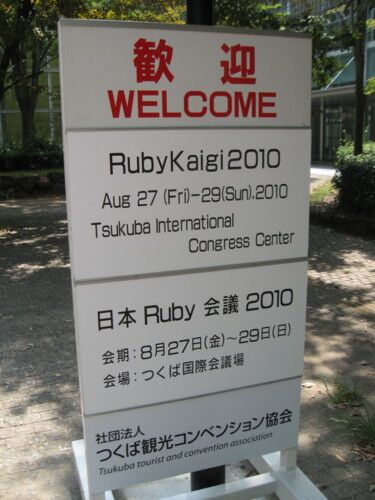 歓 迎
WELCOME
RubyKaigi 2010
Aug 27 (Fri)-29(Sun),2010
Tsukuba International
Congress Center
日本 Ruby 会議 2010
会期:8月27日(金)~29日(日)
会場:つくば国際会議場
社団法人
つくば観光コンベンション協会
Tsukuba tourist and convention association